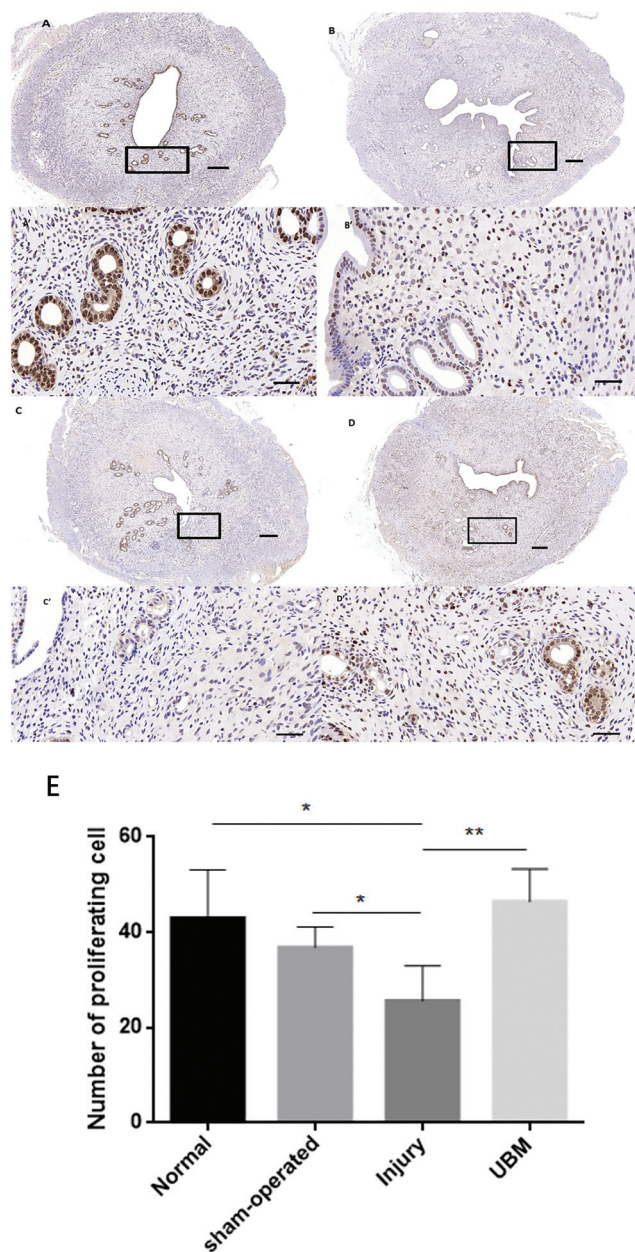 A
B
A'
B'
C
D
C'
D'
E
*
**
*
60
40
20
0
Number of proliferating cell
Normal
sham-operated
Injury
UBM